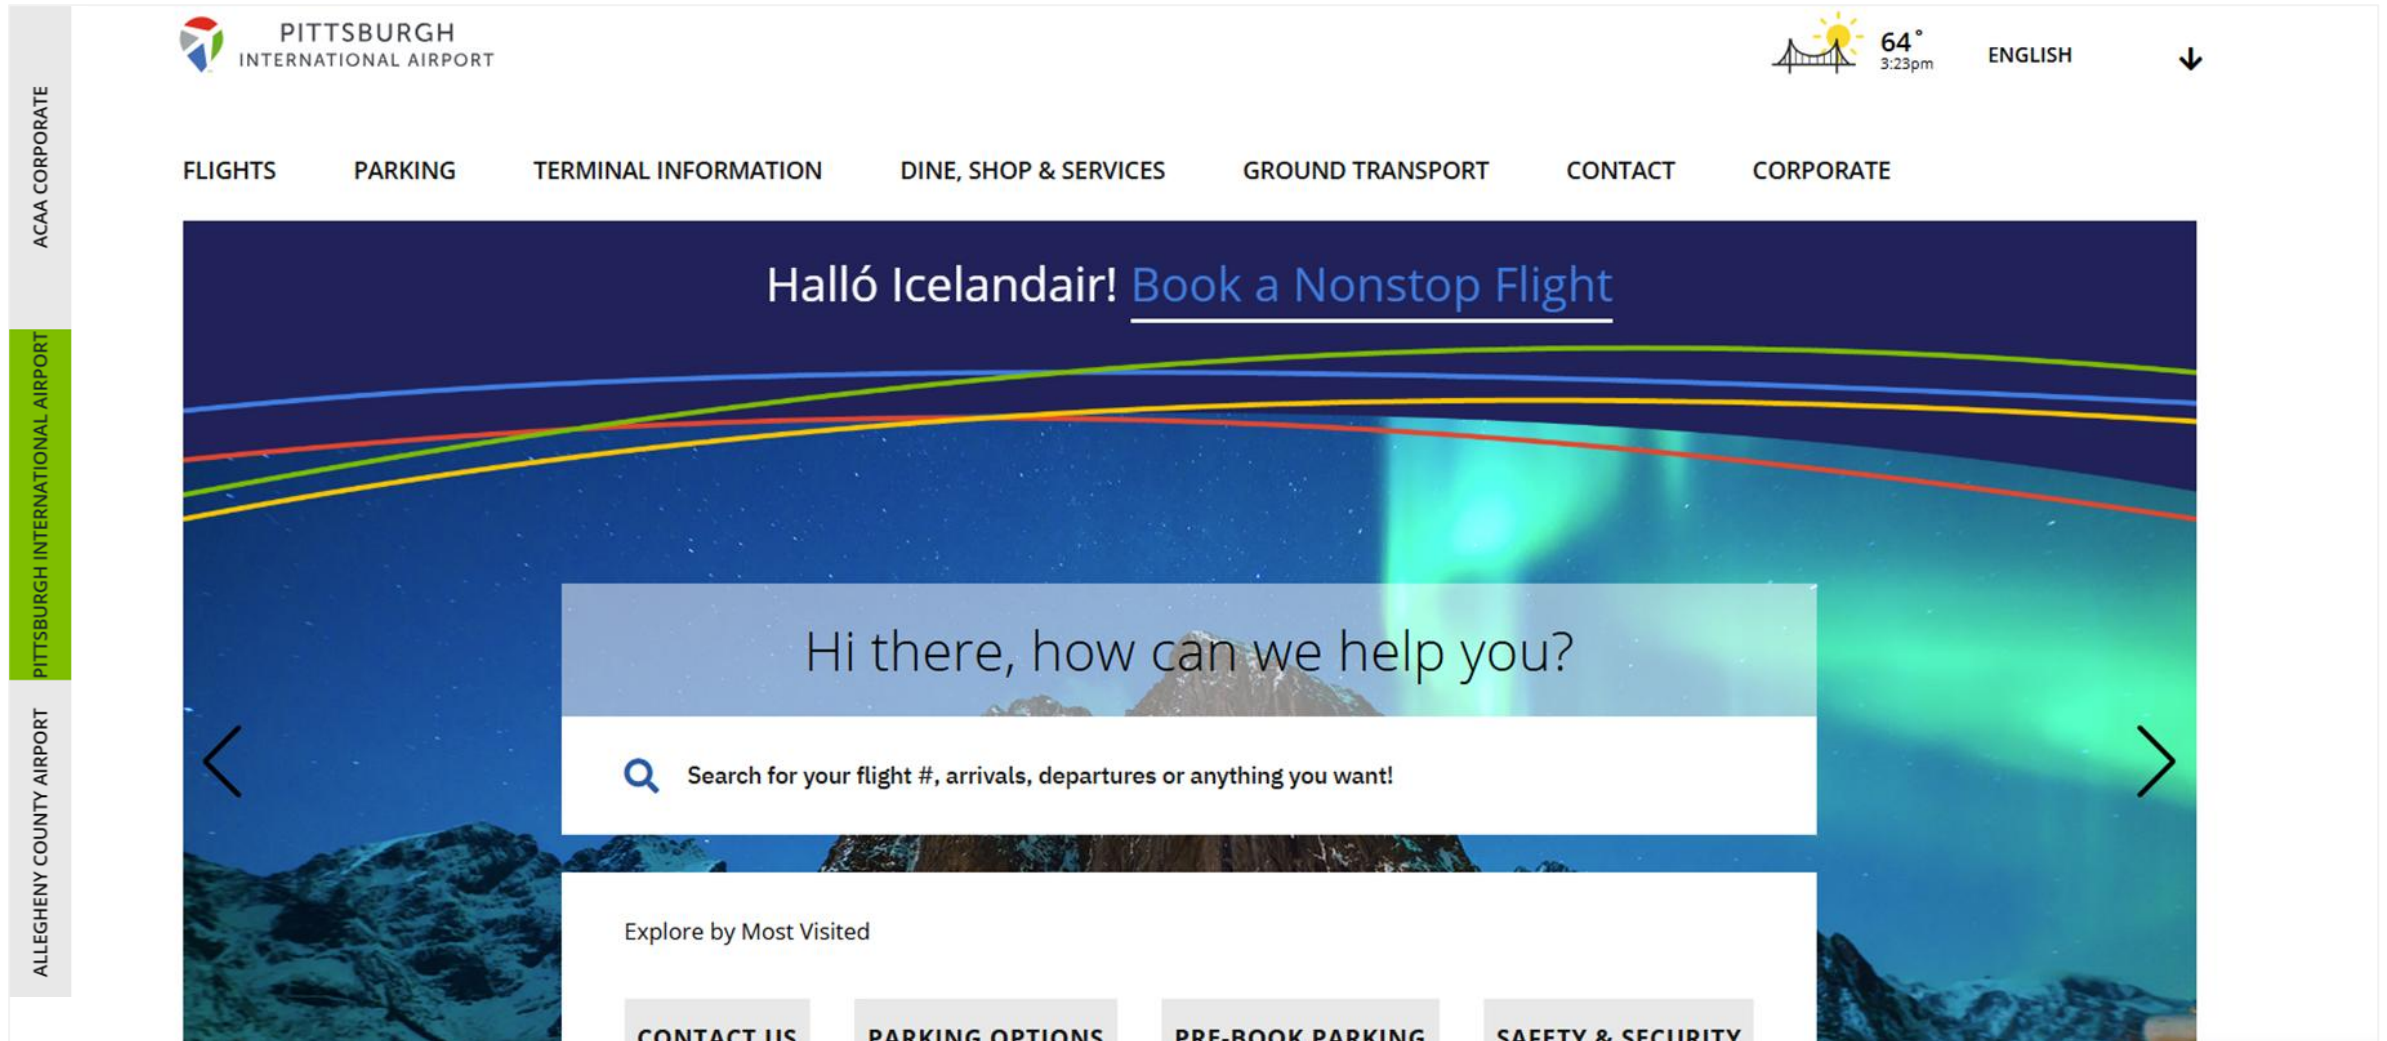 PITTSBURGH
INTERNATIONAL AIRPORT
64°
3:23pm
ENGLISH
ACAA CORPORATE
PITTSBURGH INTERNATIONAL AIRPORT
ALLEGHENY COUNTY AIRPORT
FLIGHTS PARKING TERMINAL INFORMATION DINE, SHOP & SERVICES GROUND TRANSPORT CONTACT CORPORATE
Halló Icelandair! Book a Nonstop Flight
Hi there, how can we help you?
Search for your flight #, arrivals, departures or anything you want!
Explore by Most Visited
CONTACT US PARKING OPTIONS PRE-BOOK PARKING SAFETY & SECURITY